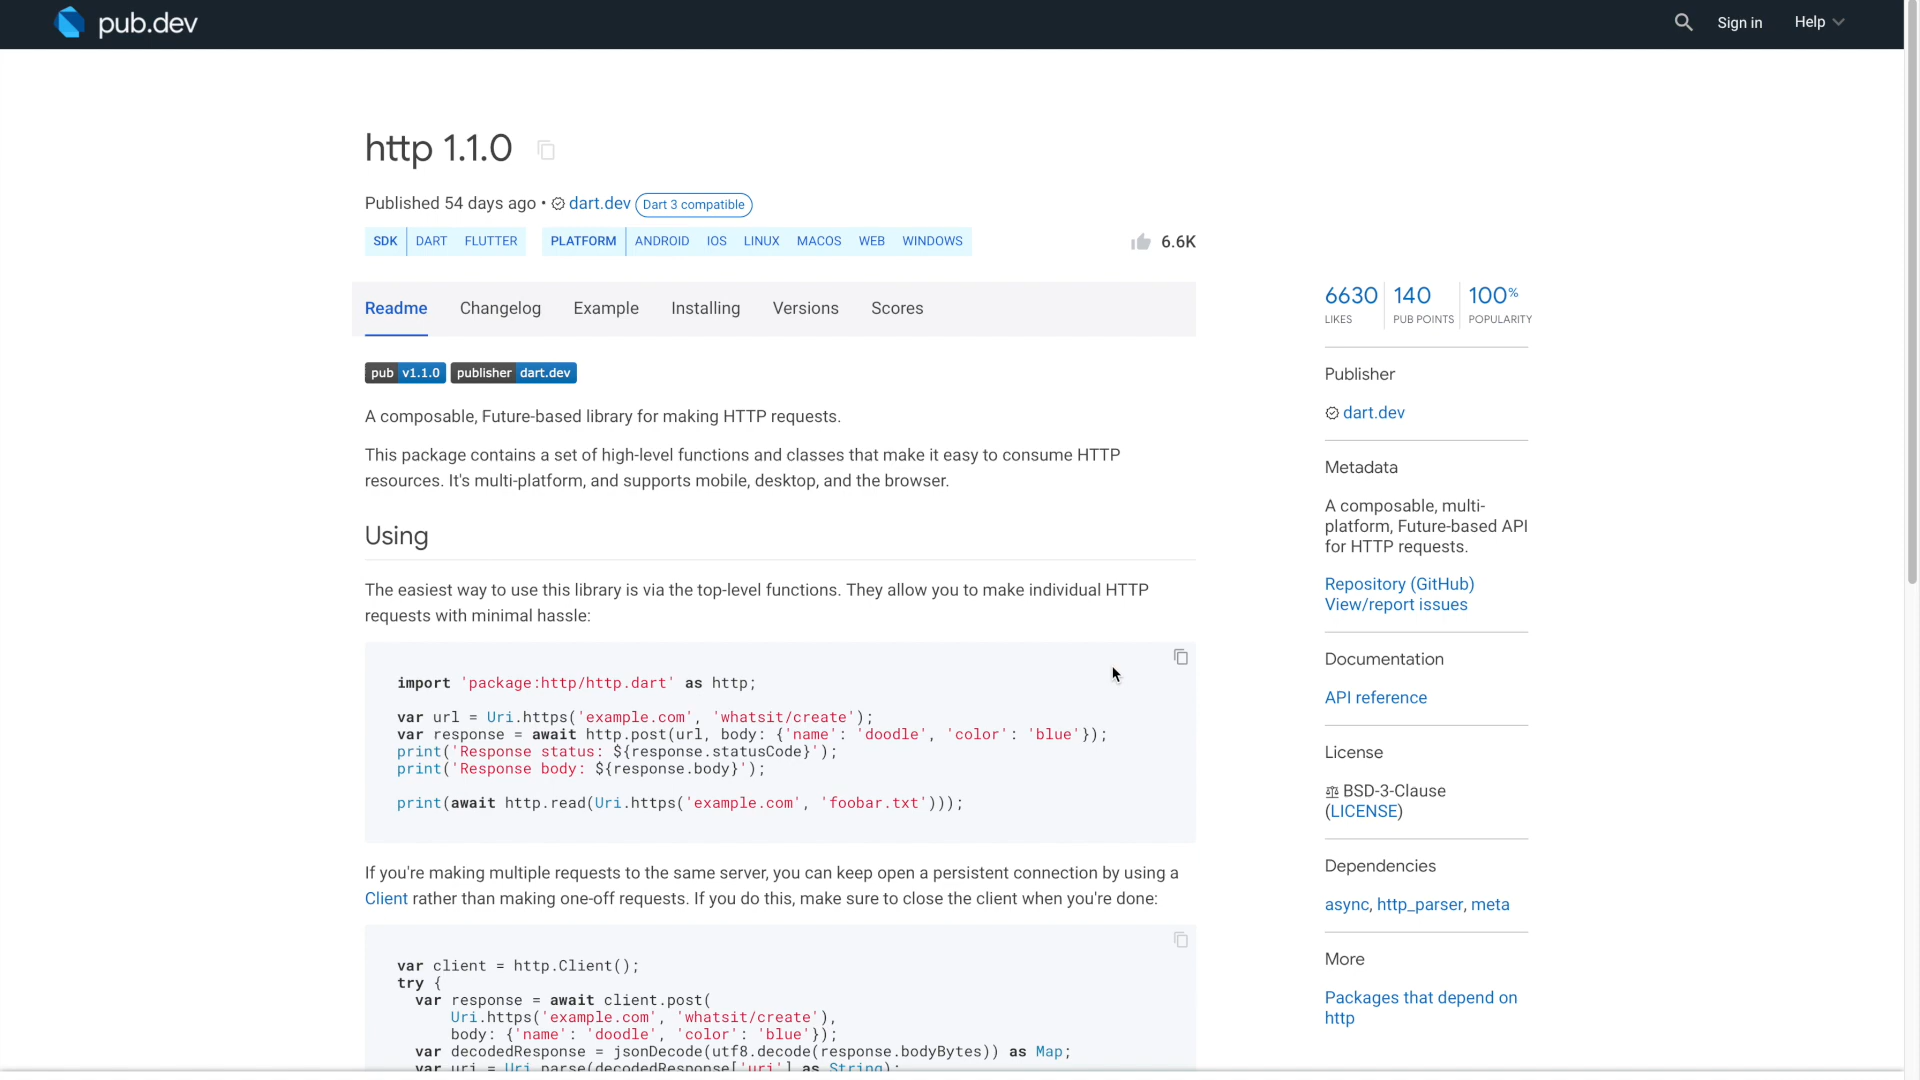 pub.dev
Sign in
Help
http 1.1.0
Published 54 days ago • dart.dev Dart 3 compatible
SDK DART FLUTTER PLATFORM ANDROID IOS LINUX MACOS WEB WINDOWS
6.6K
Readme Changelog Example Installing Versions Scores
pub v1.1.0 publisher dart.dev
A composable, Future-based library for making HTTP requests.
This package contains a set of high-level functions and classes that make it easy to consume HTTP
resources. It's multi-platform, and supports mobile, desktop, and the browser.
Using
The easiest way to use this library is via the top-level functions. They allow you to make individual HTTP
requests with minimal hassle:
import 'package:http/http.dart' as http;
var url = Uri.https('example.com', 'whatsit/create');
var response = await http.post(url, body: {'name': 'doodle', 'color': 'blue'});
print('Response status: ${response.statusCode}');
print('Response body: ${response.body}');
print(await http.read(Uri.https('example.com', 'foobar.txt')));
If you're making multiple requests to the same server, you can keep open a persistent connection by using a
Client rather than making one-off requests. If you do this, make sure to close the client when you're done:
var client = http.Client();
try {
var response = await client.post(
Uri.https('example.com', 'whatsit/create'),
body: {'name': 'doodle', 'color': 'blue'});
var decodedResponse = jsonDecode(utf8.decode(response.bodyBytes)) as Map;
var uri = Uri.parse(decodedResponse['uri'] as String);
6630 140 100%
LIKES PUB POINTS POPULARITY
Publisher
dart.dev
Metadata
A composable, multi-
platform, Future-based API
for HTTP requests.
Repository (GitHub)
View/report issues
Documentation
API reference
License
BSD-3-Clause
(LICENSE)
Dependencies
async, http_parser, meta
More
Packages that depend on
http